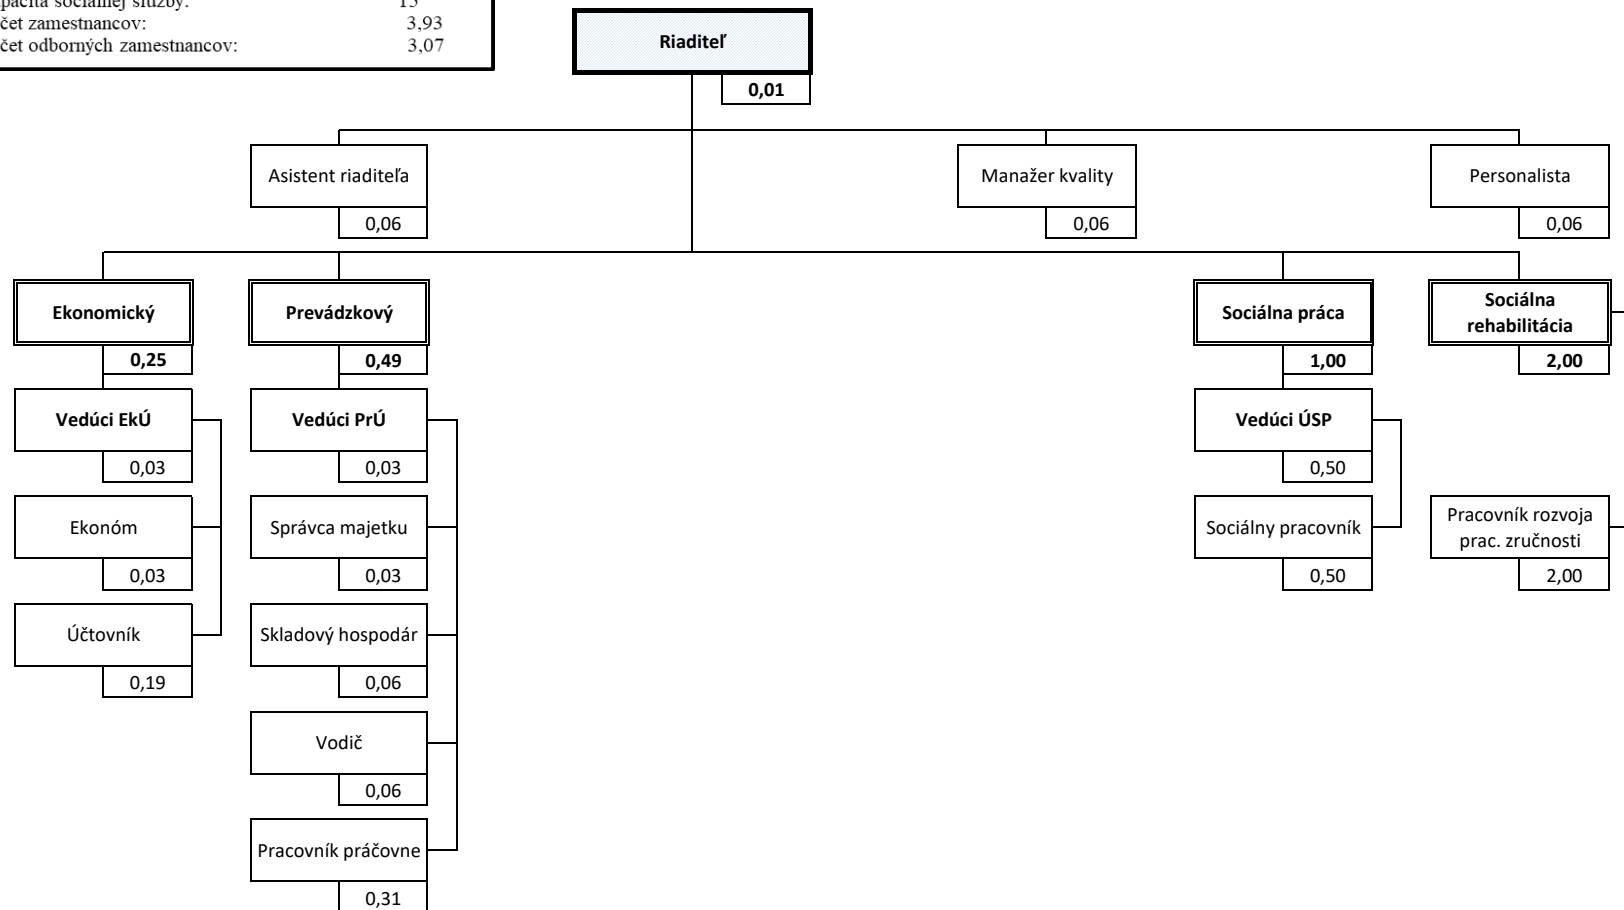 sociálnej služby:
15
čet zamestnancov:
3,93
čet odborných zamestnancov:
3,07
Riaditeľ
0,01
Asistent riaditeľa
0,06
Manažer kvality
0,06
Personalista
0,06
Ekonomický
0,25
Prevádzkový
0,49
Sociálna práca
1,00
Sociálna
rehabilitácia
2,00
Vedúci EkÚ
0,03
Vedúci PrÚ
0,03
Vedúci ÚSP
0,50
Ekonóm
0,03
Správca majetku
0,03
Sociálny pracovník
0,50
Pracovník rozvoja
prac. zručnosti
2,00
Účtovník
0,19
Skladový hospodár
0,06
Vodič
0,06
Pracovník práčovne
0,31